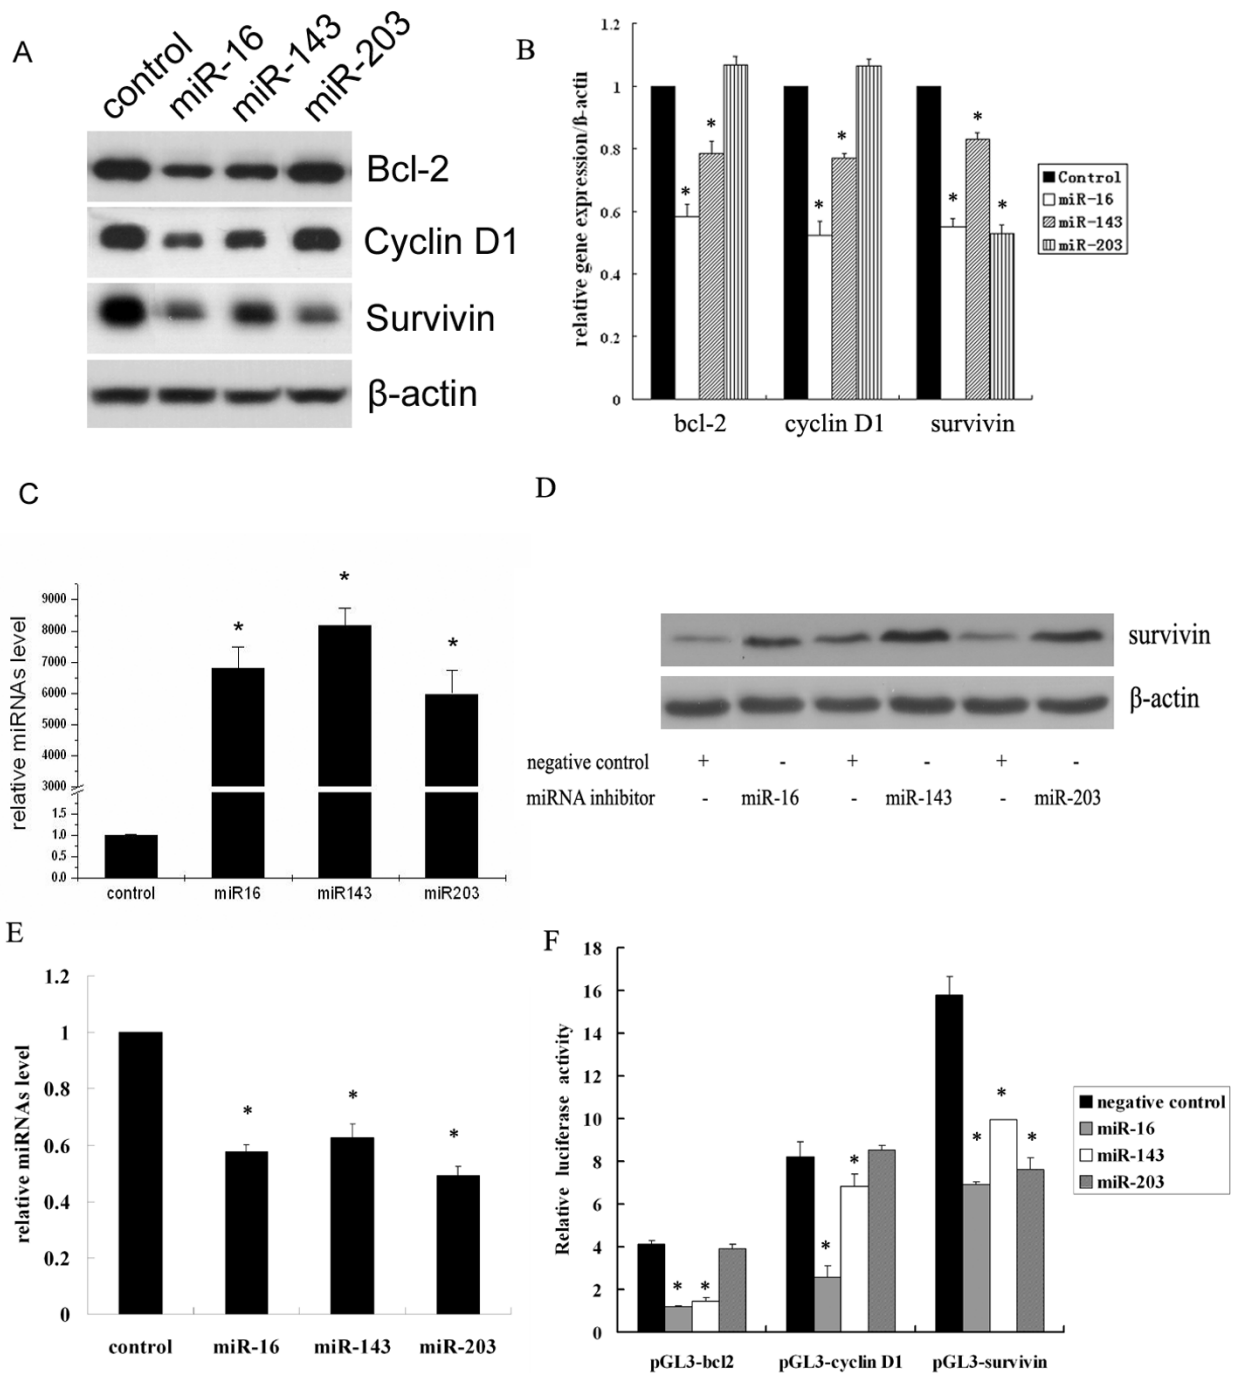 A
control
miR-16
miR-143
miR-203
Bcl-2
Cyclin D1
Survivin
β-actin
B
relative gene expression/ß-actin
1.2
1
0.8
0.6
0.4
0.2
0
*
*
*
*
*
*
*
bcl-2 cyclin D1 survivin
Control
miR-16
miR-143
miR-203
C
relative miRNAs level
9000
8000
7000
6000
5000
4000
3000
1.5
1.0
0.5
0.0
*
*
*
control miR16 miR143 miR203
D
survivin
β-actin
negative control + - + - + -
miRNA inhibitor - miR-16 - miR-143 - miR-203
E
relative miRNAs level
1.2
1
0.8
0.6
0.4
0.2
0
*
*
*
control miR-16 miR-143 miR-203
F
Relative luciferase activity
18
16
14
12
10
8
6
4
2
0
* *
*
*
*
*
*
pGL3-bcl2 pGL3-cyclin D1 pGL3-survivin
negative control
miR-16
miR-143
miR-203